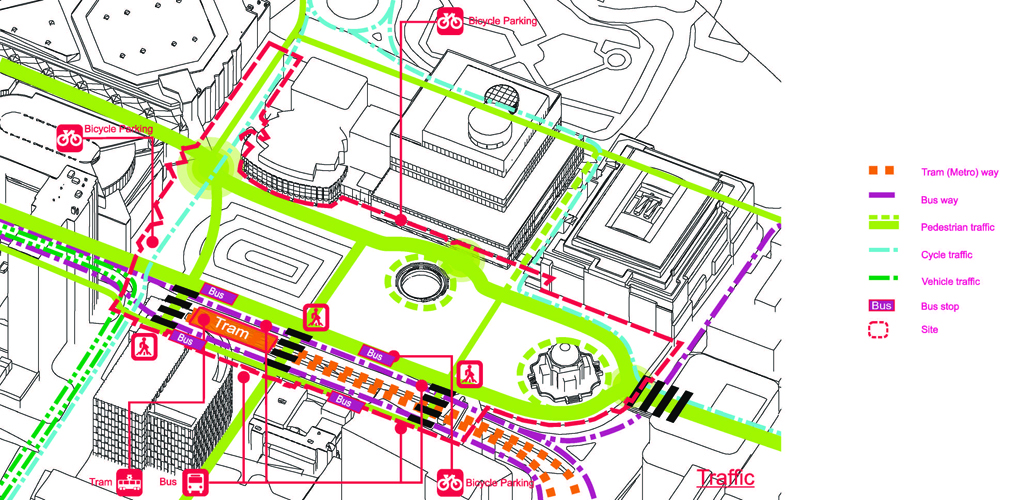 Bicycle Parking
Bicycle Parking
Tram (Metro) way
Bus way
Pedestrian traffic
Cycle traffic
Vehicle traffic
Bus Bus stop
Site
Bus
Tram
Bus
Bus
Bus
Tram
Bus
Bicycle Parking
Traffic